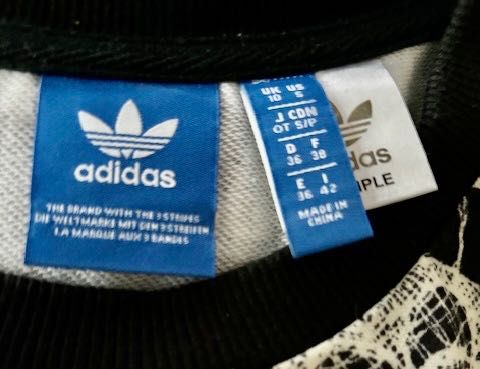 adidas
THE BRAND WITH THE 3 STRIPES
DIE WELTMARKE MIT DEN 3 STREIFEN
LA MARQUE AUX 3 BANDES
UK US
10 S
J CDN
OT S/P
D F
36 38
E I
36 42
MADE IN
CHINA
das
MPLE